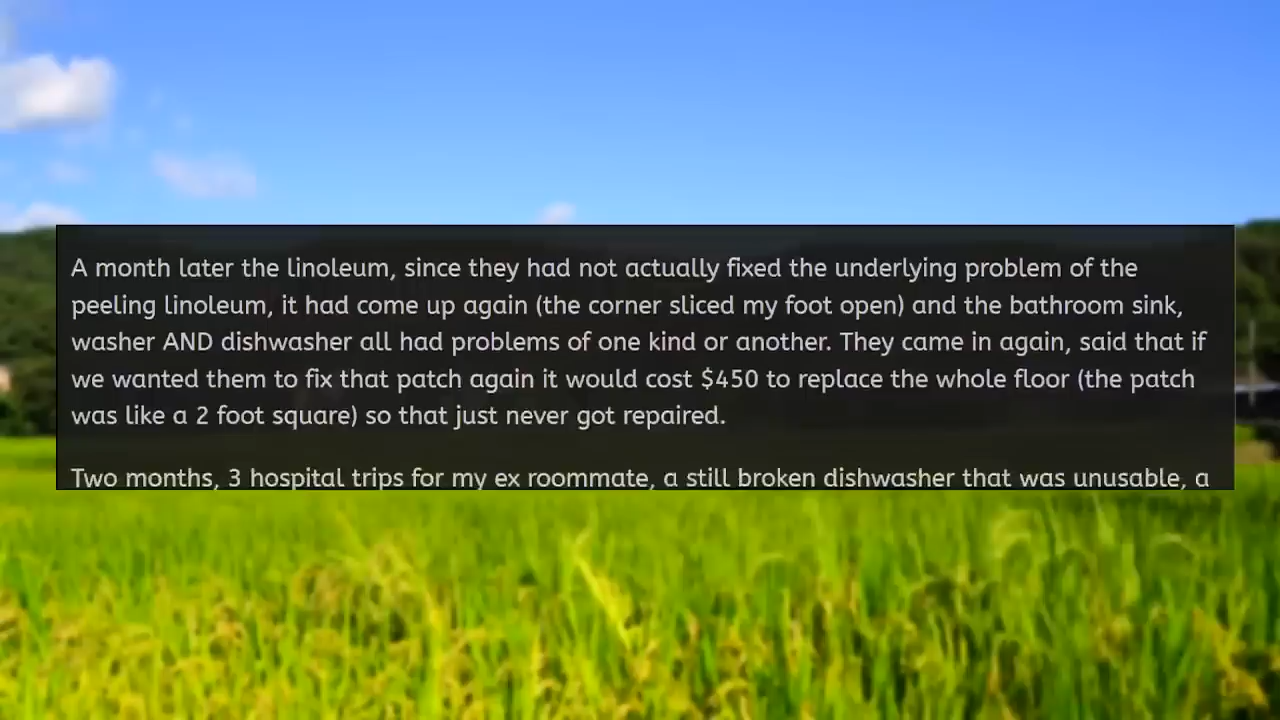 A month later the linoleum, since they had not actually fixed the underlying problem of the
peeling linoleum, it had come up again (the corner sliced my foot open) and the bathroom sink,
washer AND dishwasher all had problems of one kind or another. They came in again, said that if
we wanted them to fix that patch again it would cost $450 to replace the whole floor (the patch
was like a 2 foot square) so that just never got repaired.
Two months, 3 hospital trips for my ex roommate, a still broken dishwasher that was unusable, a